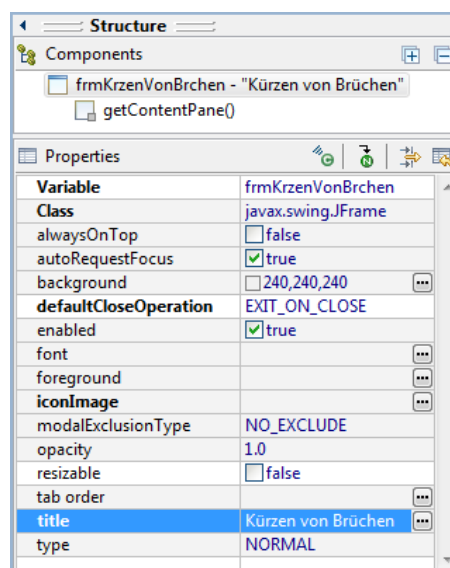 Structure
Components
frmKrzenVonBrchen - "Kürzen von Brüchen"
getContentPane()
Properties
Variable frmKrzenVonBrchen
Class javax.swing.JFrame
alwaysOnTop false
autoRequestFocus true
background 240,240,240
defaultCloseOperation EXIT_ON_CLOSE
enabled true
font
foreground
iconImage
modalExclusionType NO_EXCLUDE
opacity 1.0
resizable false
tab order
title Kürzen von Brüchen
type NORMAL